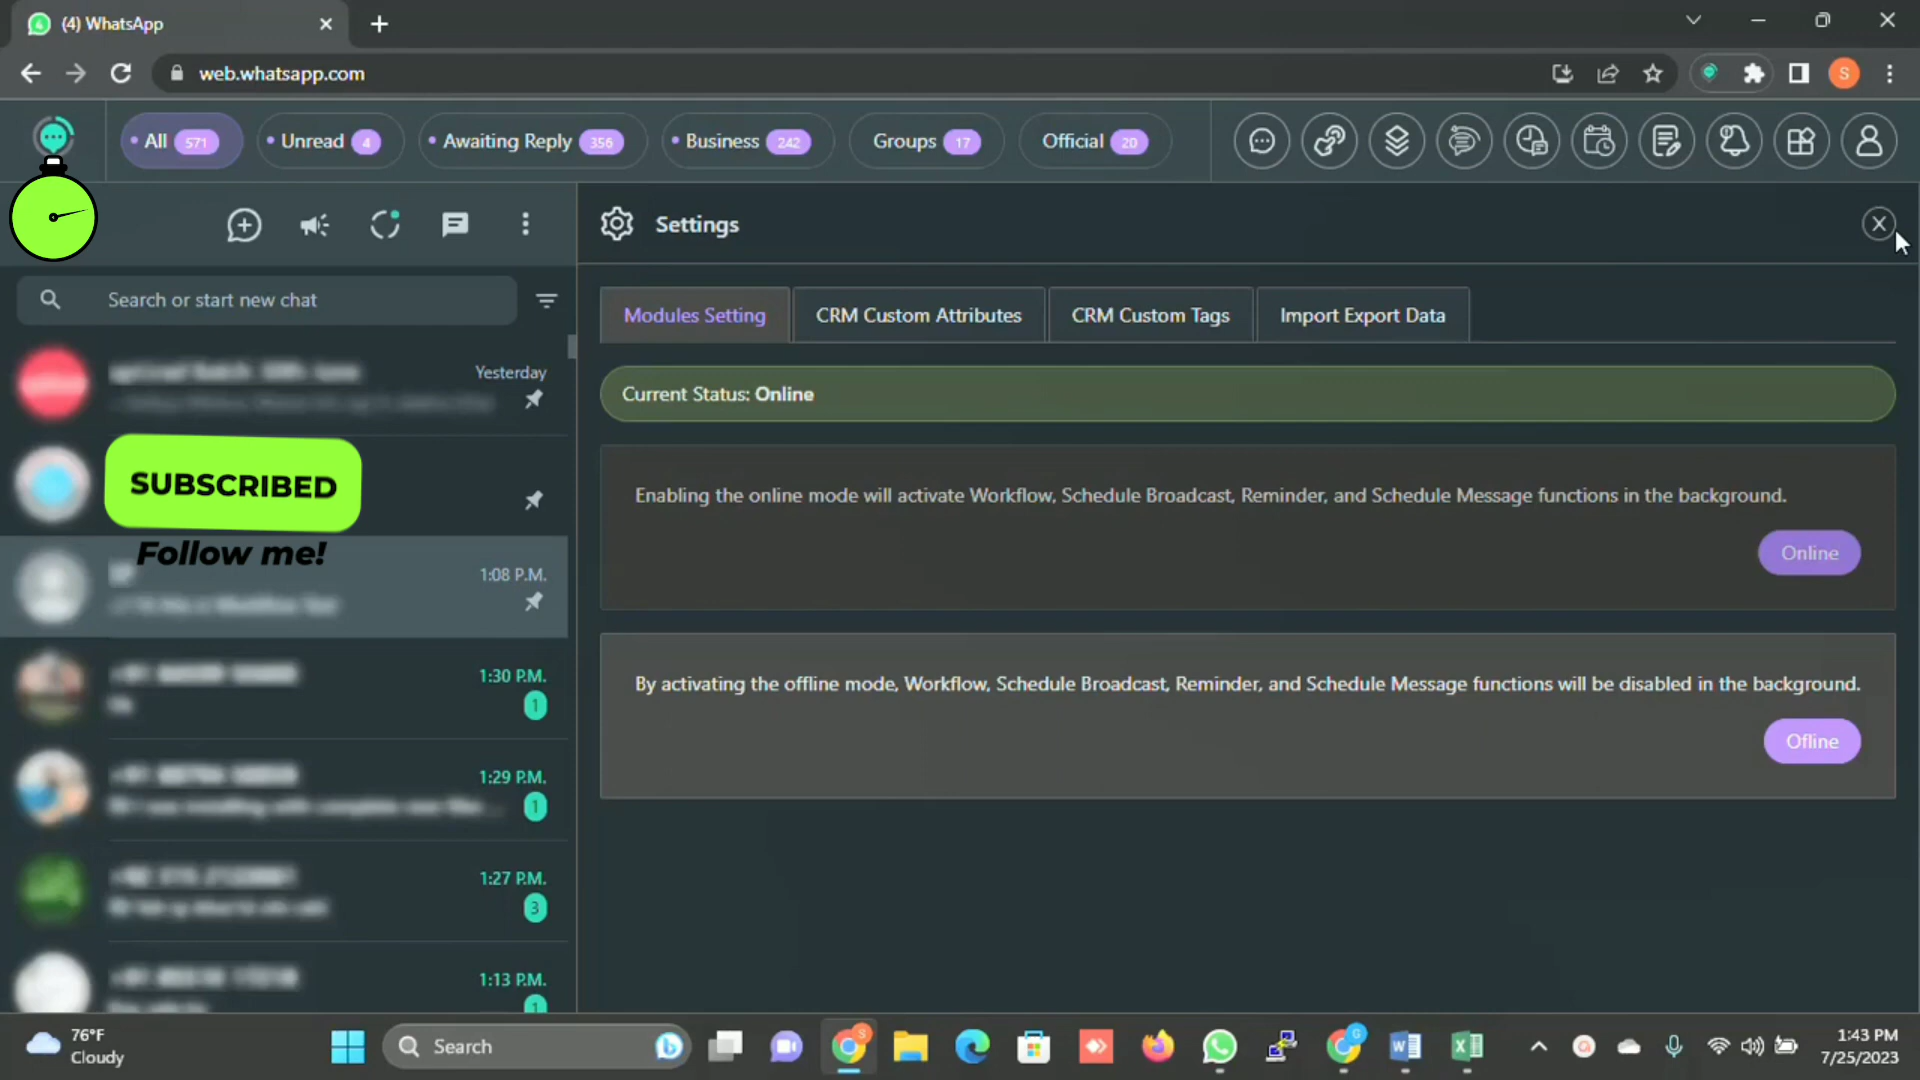 (4) WhatsApp
web.whatsapp.com
S
All 571
Unread 4
Awaiting Reply 356
Business 242
Groups 17
Official 20
Settings
Search or start new chat
Modules Setting
CRM Custom Attributes
CRM Custom Tags
Import Export Data
Yesterday
Current Status: Online
SUBSCRIBED
Follow me!
Enabling the online mode will activate Workflow, Schedule Broadcast, Reminder, and Schedule Message functions in the background.
Online
1:08 P.M.
1:30 P.M.
1
By activating the offline mode, Workflow, Schedule Broadcast, Reminder, and Schedule Message functions will be disabled in the background.
Ofline
1:29 P.M.
1
1:27 P.M.
3
1:13 P.M.
1
76°F
Cloudy
Search
1:43 PM
7/25/2023